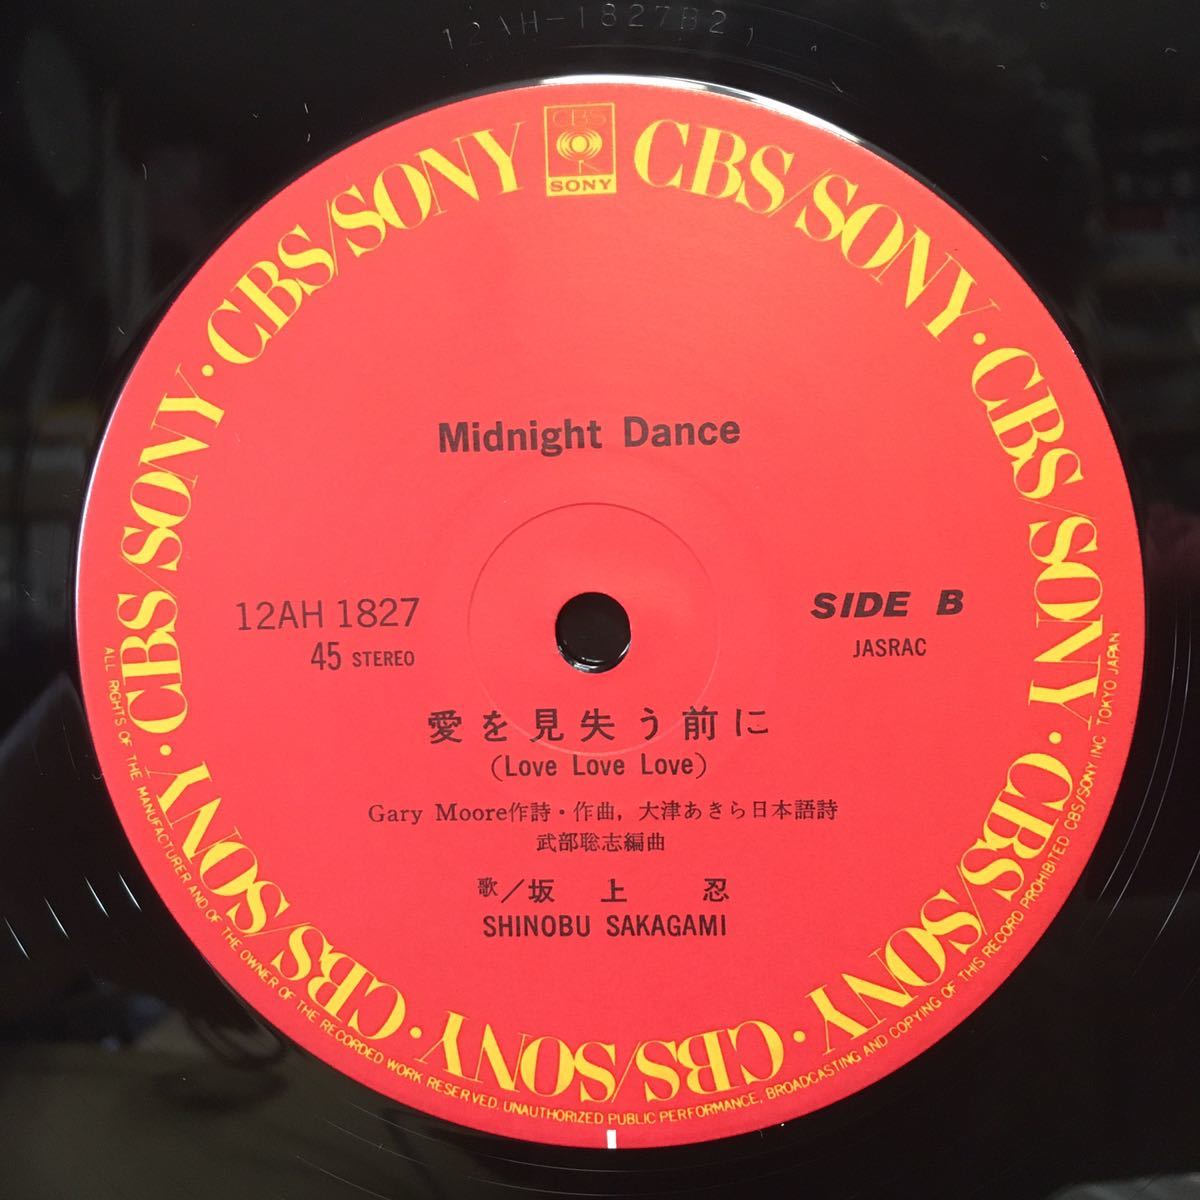 12AH-1827B2
CBS
SONY
CBS/SONY · CBS/SONY · CBS/SONY · CBS/SONY · CBS/SONY · CBS/SONY · CBS/SONY · CBS/SONY
Midnight Dance
12AH 1827
45 STEREO
SIDE B
JASRAC
愛を見失う前に
(Love Love Love)
Gary Moore作詩・作曲, 大津あきら日本語詩
武部聡志編曲
歌/坂上 忍
SHINOBU SAKAGAMI
ALL RIGHTS OF THE MANUFACTURER AND OF THE OWNER OF THE RECORDED WORK RESERVED. UNAUTHORIZED PUBLIC PERFORMANCE, BROADCASTING AND COPYING OF THIS RECORD PROHIBITED CBS/SONY INC. TOKYO JAPAN